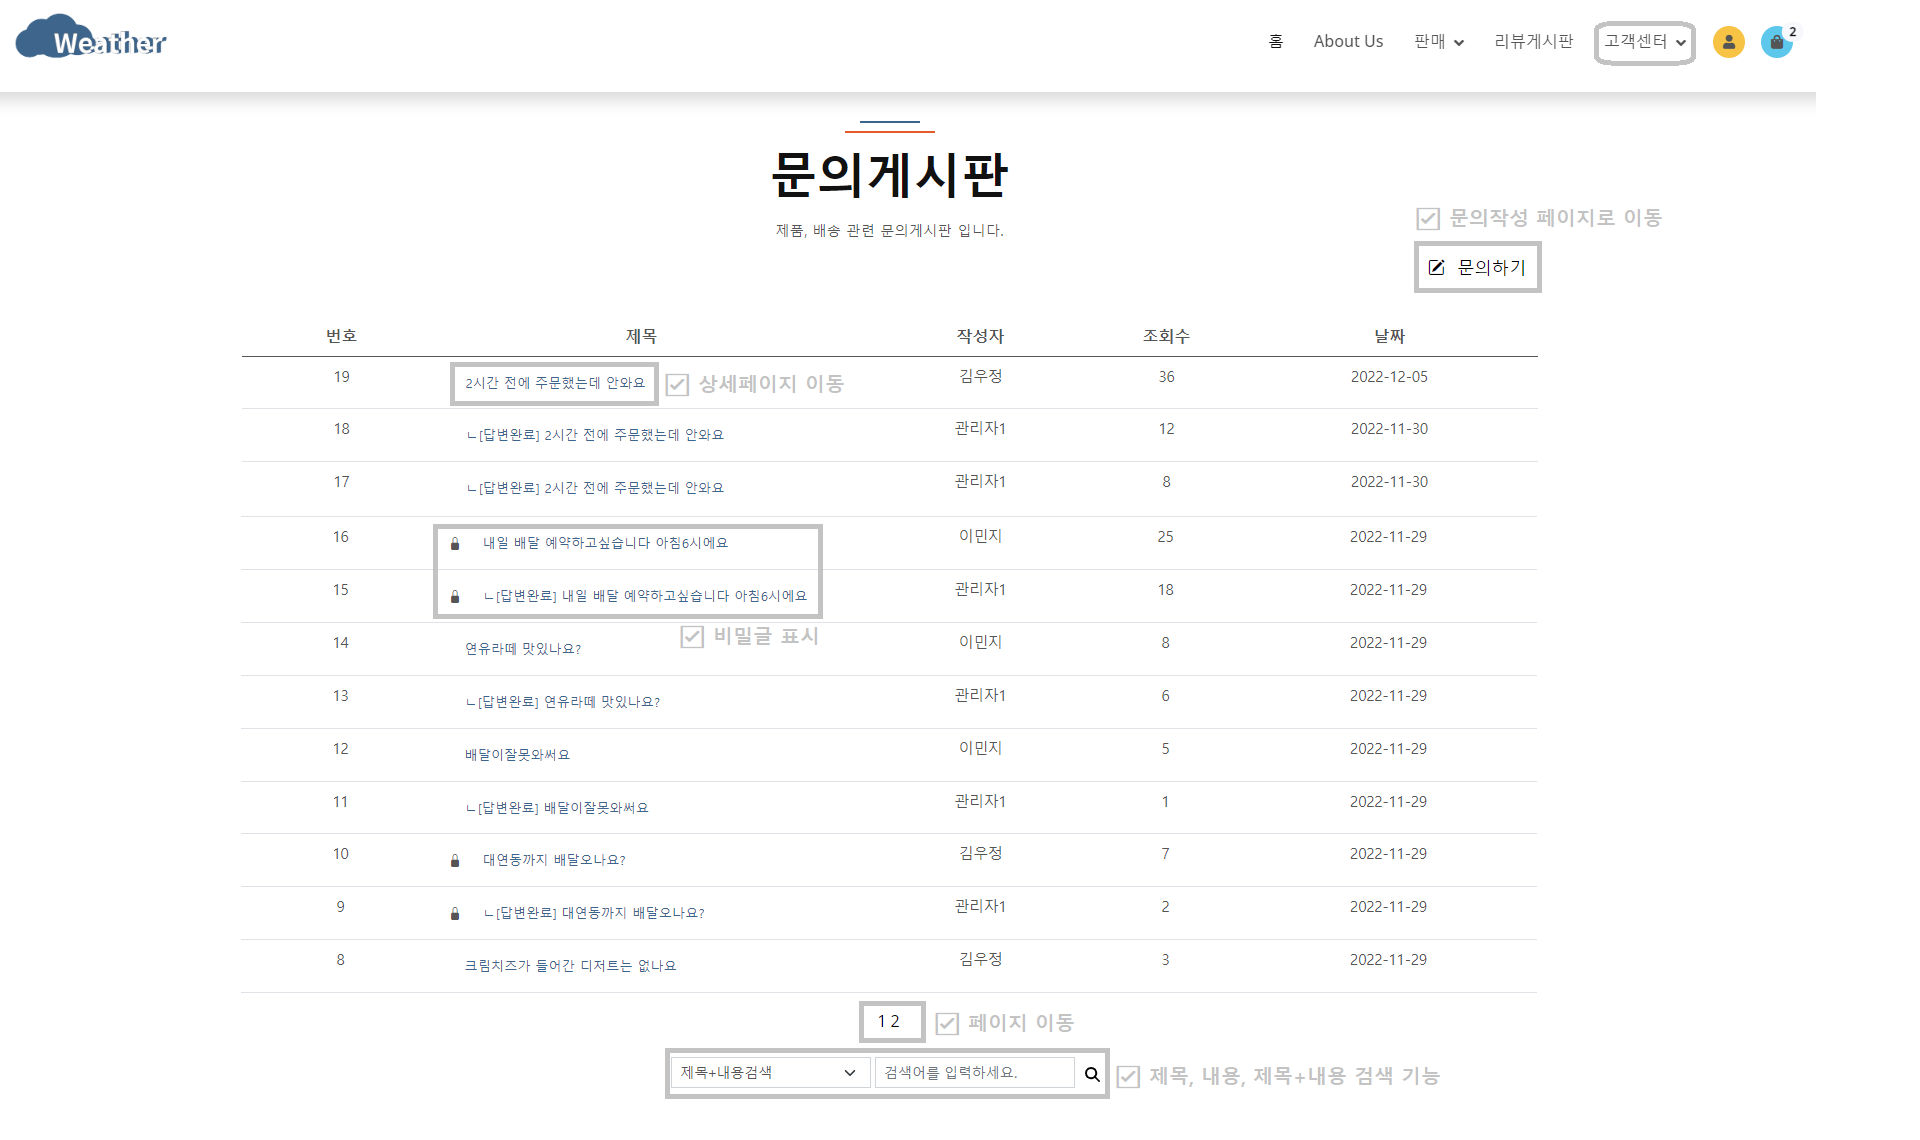 Weather
홈 About Us 판매 리뷰게시판 고객센터 2
문의게시판
제품, 배송 관련 문의게시판 입니다.
문의작성 페이지로 이동
문의하기
번호 제목 작성자 조회수 날짜
19 2시간 전에 주문했는데 안와요 상세페이지 이동 김우정 36 2022-12-05
18 ㄴ[답변완료] 2시간 전에 주문했는데 안와요 관리자1 12 2022-11-30
17 ㄴ[답변완료] 2시간 전에 주문했는데 안와요 관리자1 8 2022-11-30
16 내일 배달 예약하고싶습니다 아침6시에요 이민지 25 2022-11-29
15 ㄴ[답변완료] 내일 배달 예약하고싶습니다 아침6시에요 관리자1 18 2022-11-29
비밀글 표시
14 연유라떼 맛있나요? 이민지 8 2022-11-29
13 ㄴ[답변완료] 연유라떼 맛있나요? 관리자1 6 2022-11-29
12 배달이잘못와써요 이민지 5 2022-11-29
11 ㄴ[답변완료] 배달이잘못와써요 관리자1 1 2022-11-29
10 대연동까지 배달오나요? 김우정 7 2022-11-29
9 ㄴ[답변완료] 대연동까지 배달오나요? 관리자1 2 2022-11-29
8 크림치즈가 들어간 디저트는 없나요 김우정 3 2022-11-29
1 2 페이지 이동
제목+내용검색 검색어를 입력하세요. 제목, 내용, 제목+내용 검색 기능